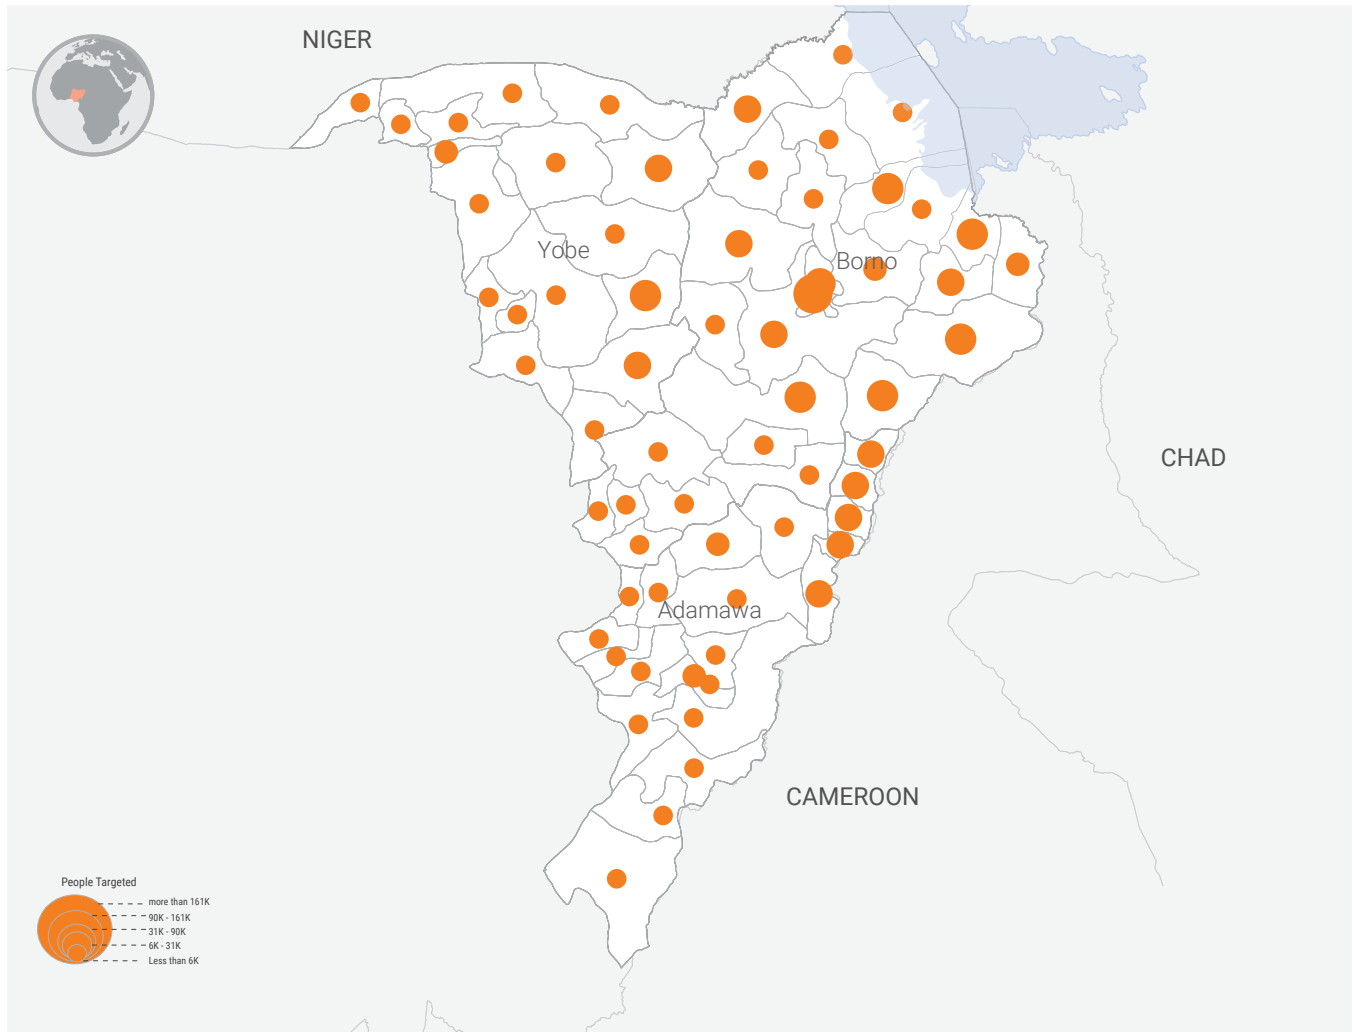 NIGER
Yobe
Borno
CHAD
Adamawa
CAMEROON
People Targeted
more than 161K
90K - 161K
31K - 90K
6K - 31K
Less than 6K